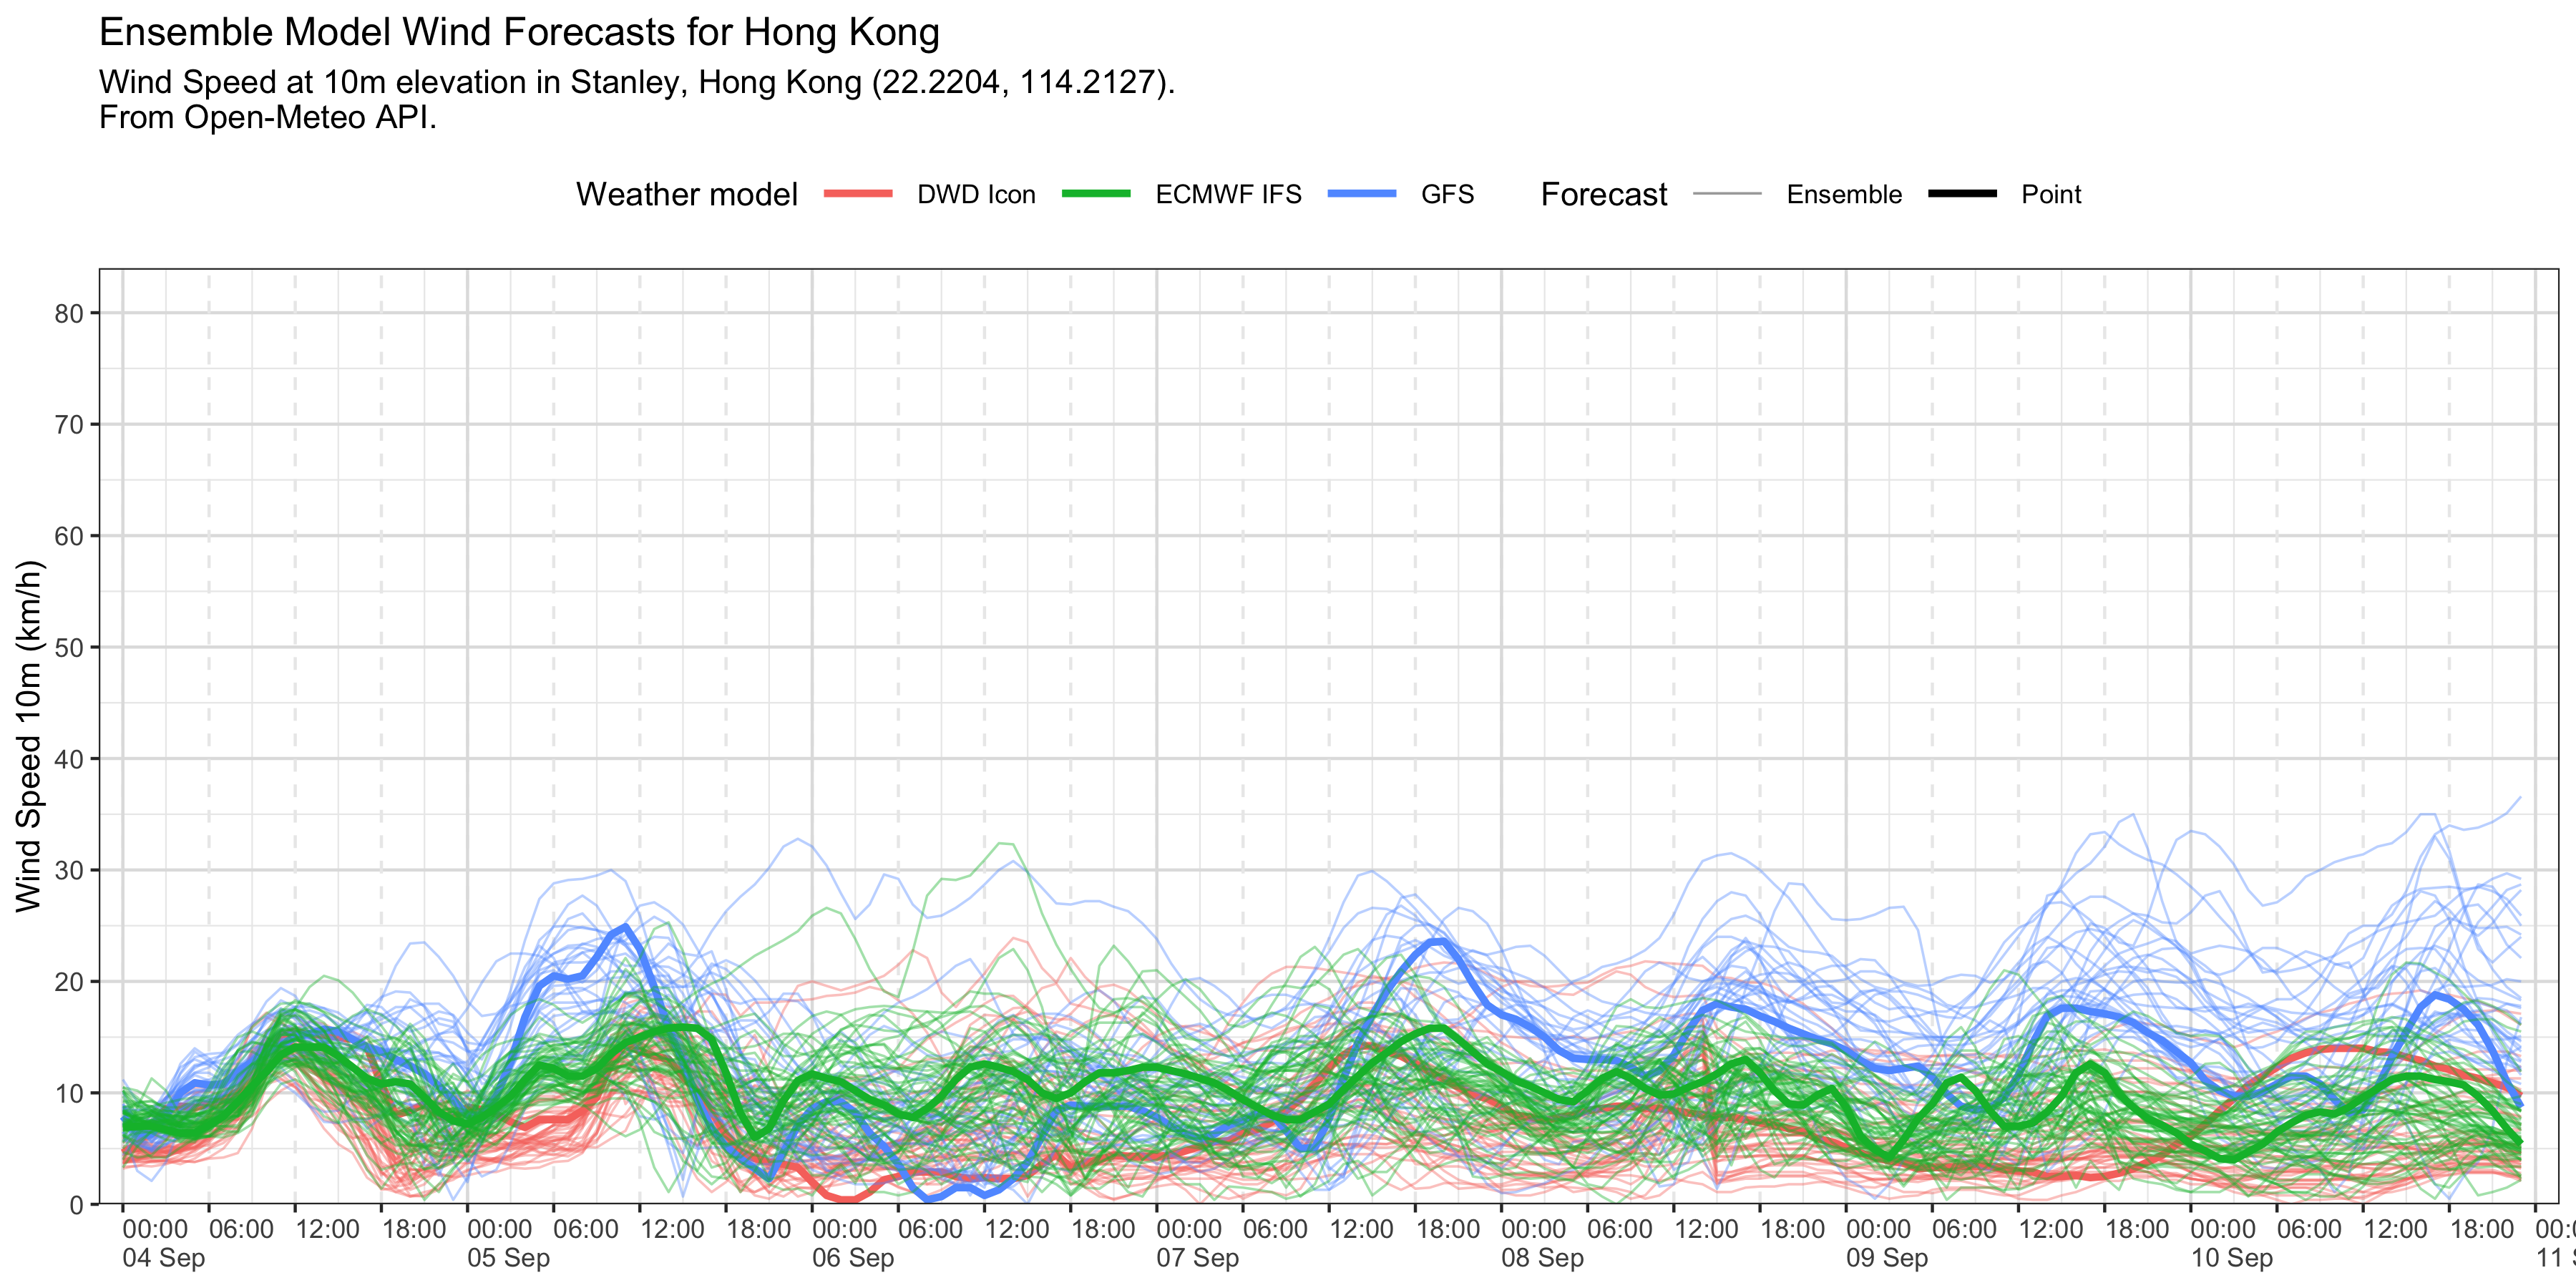 Ensemble Model Wind Forecasts for Hong Kong
Wind Speed at 10m elevation in Stanley, Hong Kong (22.2204, 114.2127).
From Open-Meteo API.
Weather model DWD Icon ECMWF IFS GFS Forecast Ensemble Point
Wind Speed 10m (km/h)
80
70
60
50
40
30
20
10
0
00:00 06:00 12:00 18:00 00:00 06:00 12:00 18:00 00:00 06:00 12:00 18:00 00:00 06:00 12:00 18:00 00:00 06:00 12:00 18:00 00:00 06:00 12:00 18:00 00:00 06:00 12:00 18:00 00:
04 Sep 05 Sep 06 Sep 07 Sep 08 Sep 09 Sep 10 Sep 11